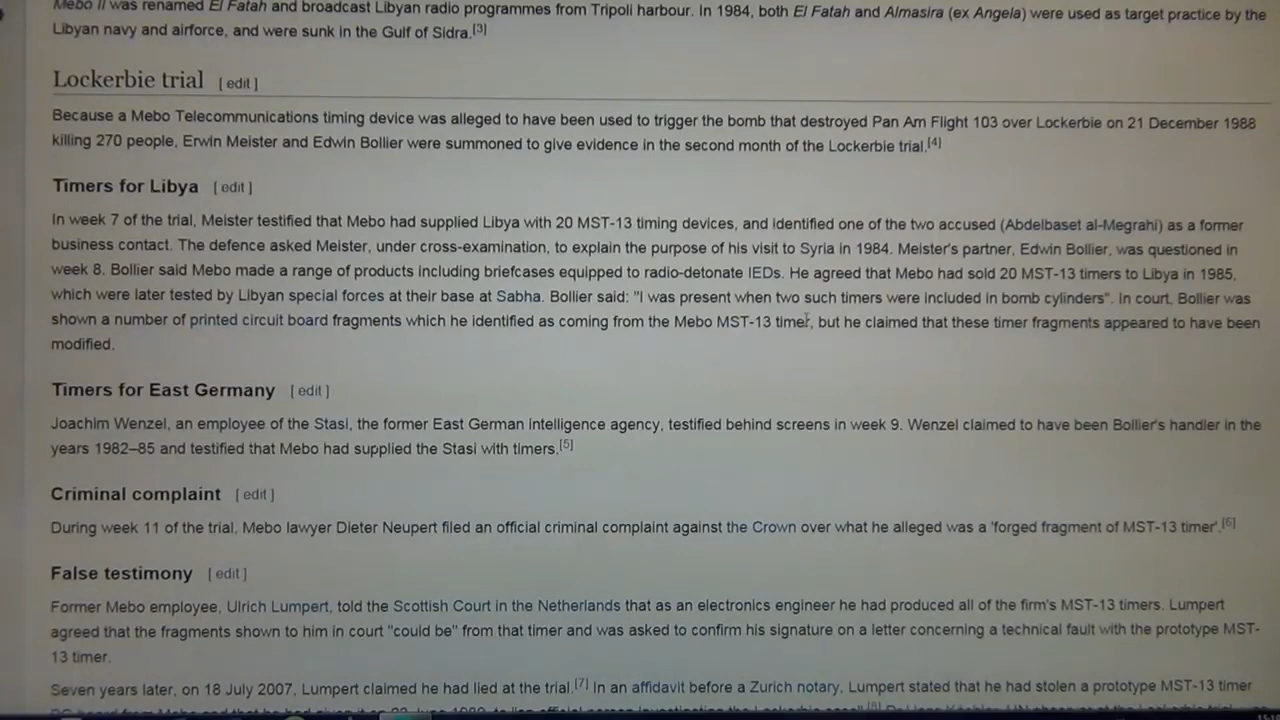 Mebo II was renamed El Fatah and broadcast Libyan radio programmes from Tripoli harbour. In 1984, both El Fatah and Almasira (ex Angela) were used as target practice by the
Libyan navy and airforce, and were sunk in the Gulf of Sidra.[3]
Lockerbie trial [ edit ]
Because a Mebo Telecommunications timing device was alleged to have been used to trigger the bomb that destroyed Pan Am Flight 103 over Lockerbie on 21 December 1988
killing 270 people, Erwin Meister and Edwin Bollier were summoned to give evidence in the second month of the Lockerbie trial.[4]
Timers for Libya [ edit ]
In week 7 of the trial, Meister testified that Mebo had supplied Libya with 20 MST-13 timing devices, and identified one of the two accused (Abdelbaset al-Megrahi) as a former
business contact. The defence asked Meister, under cross-examination, to explain the purpose of his visit to Syria in 1984. Meister's partner, Edwin Bollier, was questioned in
week 8. Bollier said Mebo made a range of products including briefcases equipped to radio-detonate IEDs. He agreed that Mebo had sold 20 MST-13 timers to Libya in 1985,
which were later tested by Libyan special forces at their base at Sabha. Bollier said: "I was present when two such timers were included in bomb cylinders". In court, Bollier was
shown a number of printed circuit board fragments which he identified as coming from the Mebo MST-13 timer, but he claimed that these timer fragments appeared to have been
modified.
Timers for East Germany [ edit ]
Joachim Wenzel, an employee of the Stasi, the former East German intelligence agency, testified behind screens in week 9. Wenzel claimed to have been Bollier's handler in the
years 1982–85 and testified that Mebo had supplied the Stasi with timers.[5]
Criminal complaint [ edit ]
During week 11 of the trial, Mebo lawyer Dieter Neupert filed an official criminal complaint against the Crown over what he alleged was a 'forged fragment of MST-13 timer'.[6]
False testimony [ edit ]
Former Mebo employee, Ulrich Lumpert, told the Scottish Court in the Netherlands that as an electronics engineer he had produced all of the firm's MST-13 timers. Lumpert
agreed that the fragments shown to him in court "could be" from that timer and was asked to confirm his signature on a letter concerning a technical fault with the prototype MST-
13 timer.
Seven years later, on 18 July 2007, Lumpert claimed he had lied at the trial.[7] In an affidavit before a Zurich notary, Lumpert stated that he had stolen a prototype MST-13 timer